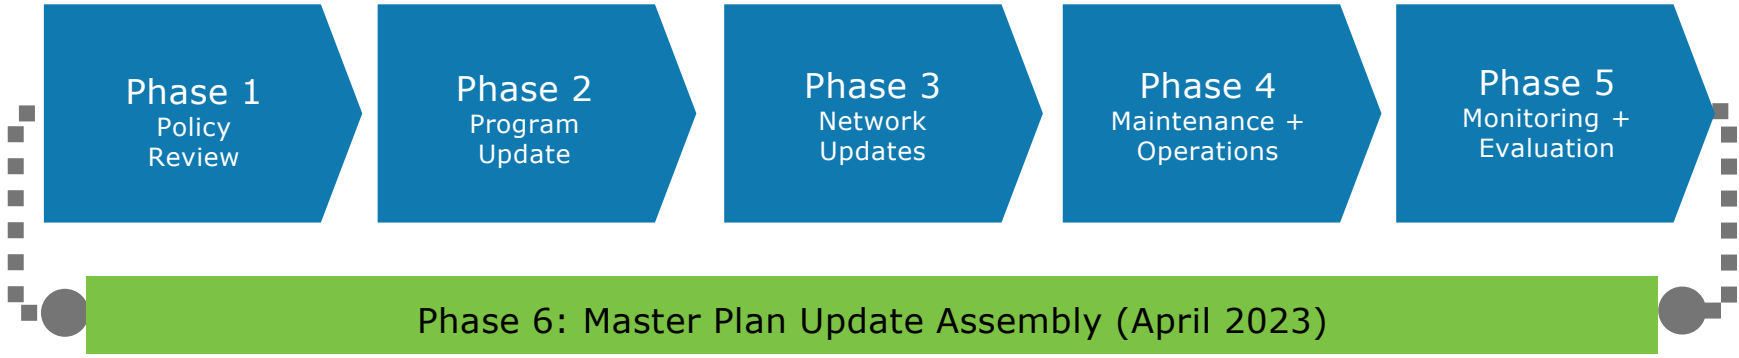 Phase 1
Policy
Review
Phase 2
Program
Update
Phase 3
Network
Updates
Phase 4
Maintenance +
Operations
Phase 5
Monitoring +
Evaluation
Phase 6: Master Plan Update Assembly (April 2023)